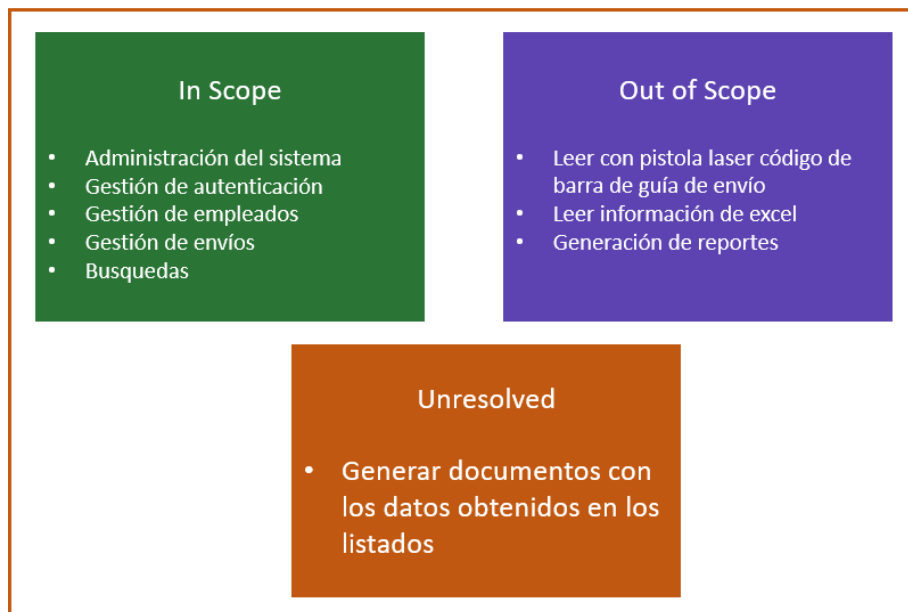 In Scope
• Administración del sistema
• Gestión de autenticación
• Gestión de empleados
• Gestión de envíos
• Busquedas
Out of Scope
• Leer con pistola laser código de
barra de guía de envío
• Leer información de excel
• Generación de reportes
Unresolved
• Generar documentos con
los datos obtenidos en los
listados